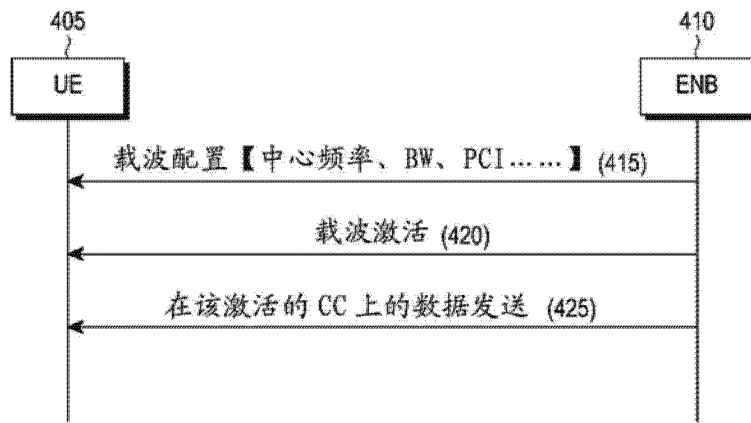 405
410
UE
ENB
载波配置【中心频率、BW、PCI……】(415)
载波激活 (420)
在该激活的 CC 上的数据发送 (425)